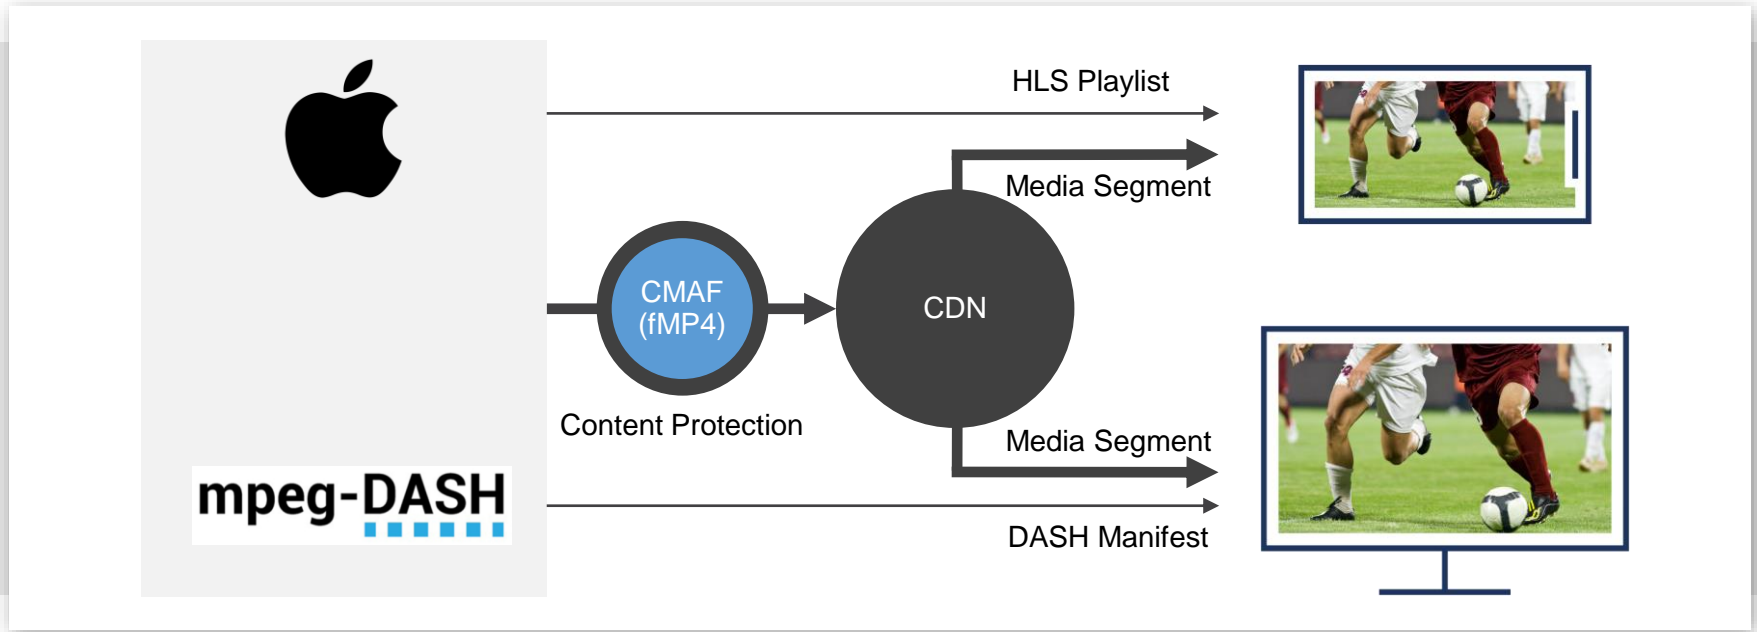 HLS Playlist
Media Segment
CMAF
(fMP4)
CDN
Content Protection
Media Segment
mpeg-DASH
DASH Manifest